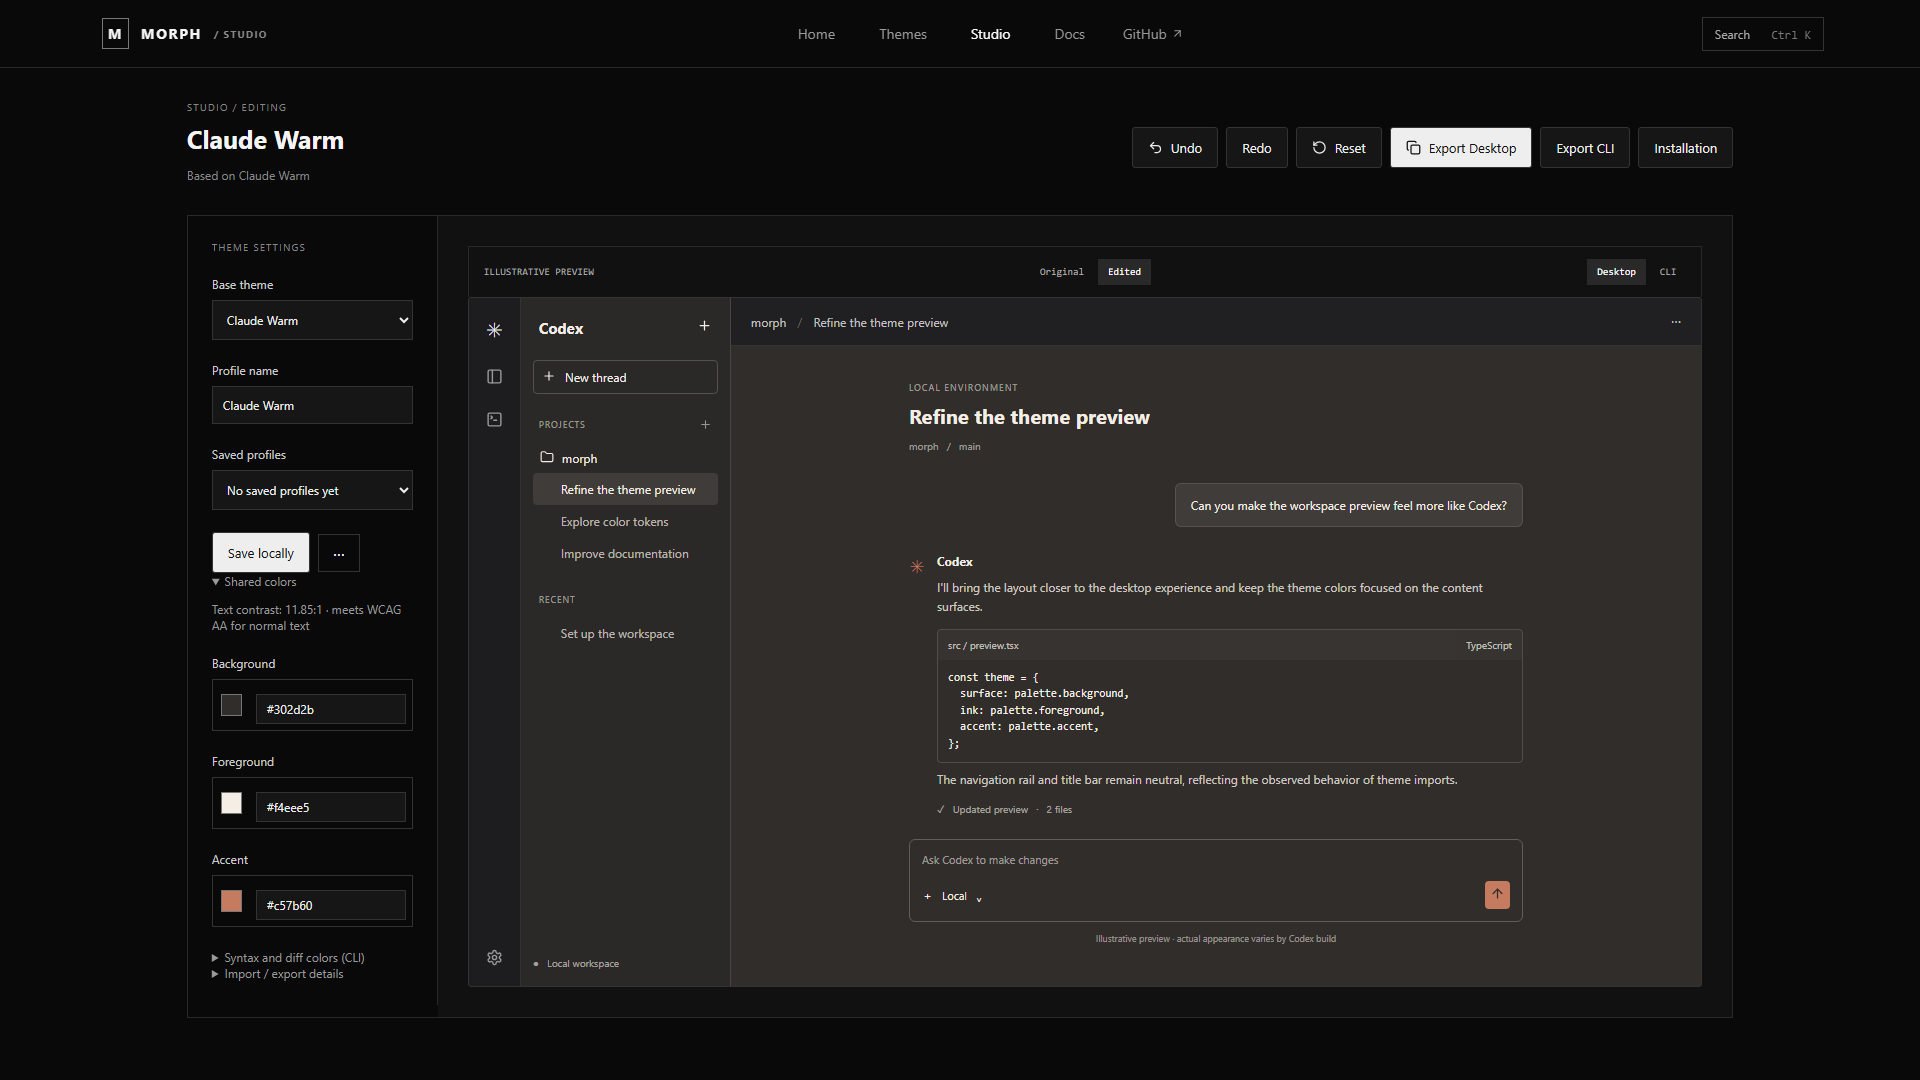 M MORPH / STUDIO
Home Themes Studio Docs GitHub ↗
Search Ctrl K
STUDIO / EDITING
Claude Warm
Based on Claude Warm
Undo Redo Reset Export Desktop Export CLI Installation
THEME SETTINGS
Base theme
Claude Warm
Profile name
Claude Warm
Saved profiles
No saved profiles yet
Save locally ...
▼ Shared colors
Text contrast: 11.85:1 · meets WCAG
AA for normal text
Background
#302d2b
Foreground
#f4eee5
Accent
#c57b60
▶ Syntax and diff colors (CLI)
▶ Import / export details
ILLUSTRATIVE PREVIEW
Original Edited
Desktop CLI
Codex +
+ New thread
PROJECTS +
morph
Refine the theme preview
Explore color tokens
Improve documentation
RECENT
Set up the workspace
Local workspace
morph / Refine the theme preview ...
LOCAL ENVIRONMENT
Refine the theme preview
morph / main
Can you make the workspace preview feel more like Codex?
Codex
I'll bring the layout closer to the desktop experience and keep the theme colors focused on the content
surfaces.
src / preview.tsx TypeScript
const theme = {
  surface: palette.background,
  ink: palette.foreground,
  accent: palette.accent,
};
The navigation rail and title bar remain neutral, reflecting the observed behavior of theme imports.
✓ Updated preview · 2 files
Ask Codex to make changes
+ Local ⌄
Illustrative preview · actual appearance varies by Codex build